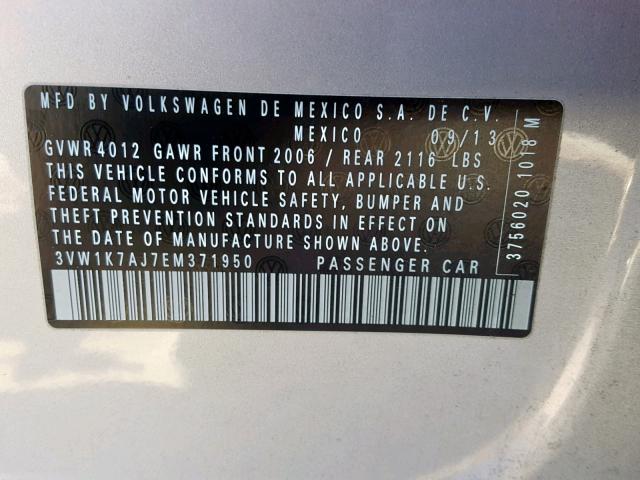 MFD BY VOLKSWAGEN DE MEXICO S.A. DE C.V.
MEXICO 09/13
GVWR 4012 GAWR FRONT 2006 / REAR 2116 LBS
THIS VEHICLE CONFORMS TO ALL APPLICABLE U.S.
FEDERAL MOTOR VEHICLE SAFETY, BUMPER AND
THEFT PREVENTION STANDARDS IN EFFECT ON
THE DATE OF MANUFACTURE SHOWN ABOVE.
3VW1K7AJ7EM371950 PASSENGER CAR
3756020 1018 M